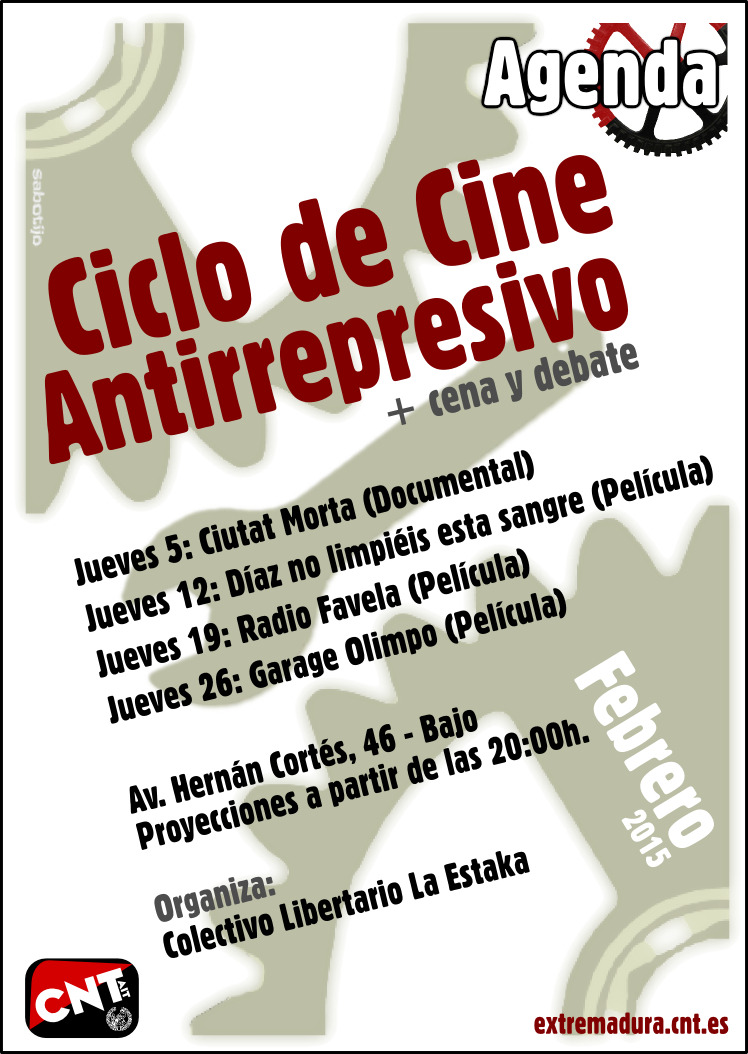 Agenda
sabotijo
Ciclo de Cine
Antirrepresivo
+ cena y debate
Jueves 5: Ciutat Morta (Documental)
Jueves 12: Díaz no limpiéis esta sangre (Película)
Jueves 19: Radio Favela (Película)
Jueves 26: Garage Olimpo (Película)
Febrero
2015
Av. Hernán Cortés, 46 - Bajo
Proyecciones a partir de las 20:00h.
Organiza:
Colectivo Libertario La Estaka
CNT
AIT
extremadura.cnt.es